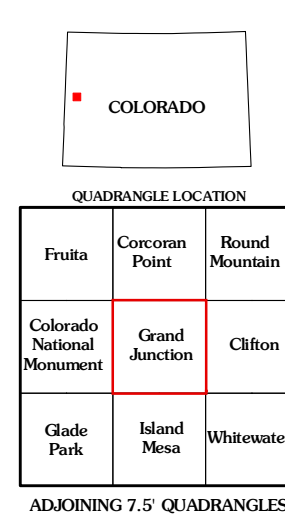 COLORADO
QUADRANGLE LOCATION
Fruita
Corcoran
Point
Round
Mountain
Colorado
National
Monument
Grand
Junction
Clifton
Glade
Park
Island
Mesa
Whitewate
ADJOINING 7.5' QUADRANGLES